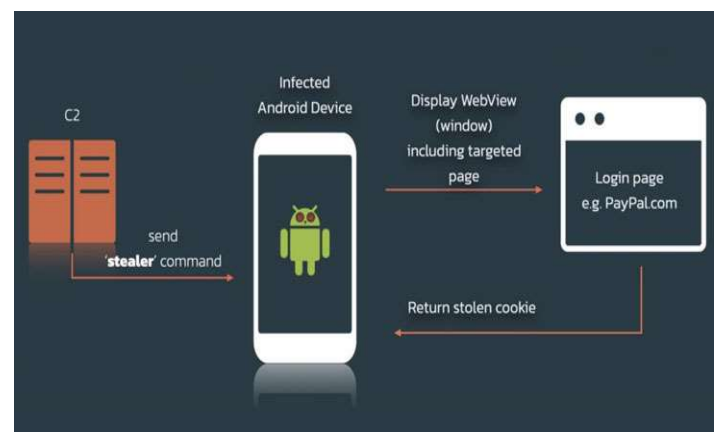 C2
Infected
Android Device
Display WebView
(window)
including targeted
page
Login page
e.g. PayPal.com
send
'stealer' command
Return stolen cookie